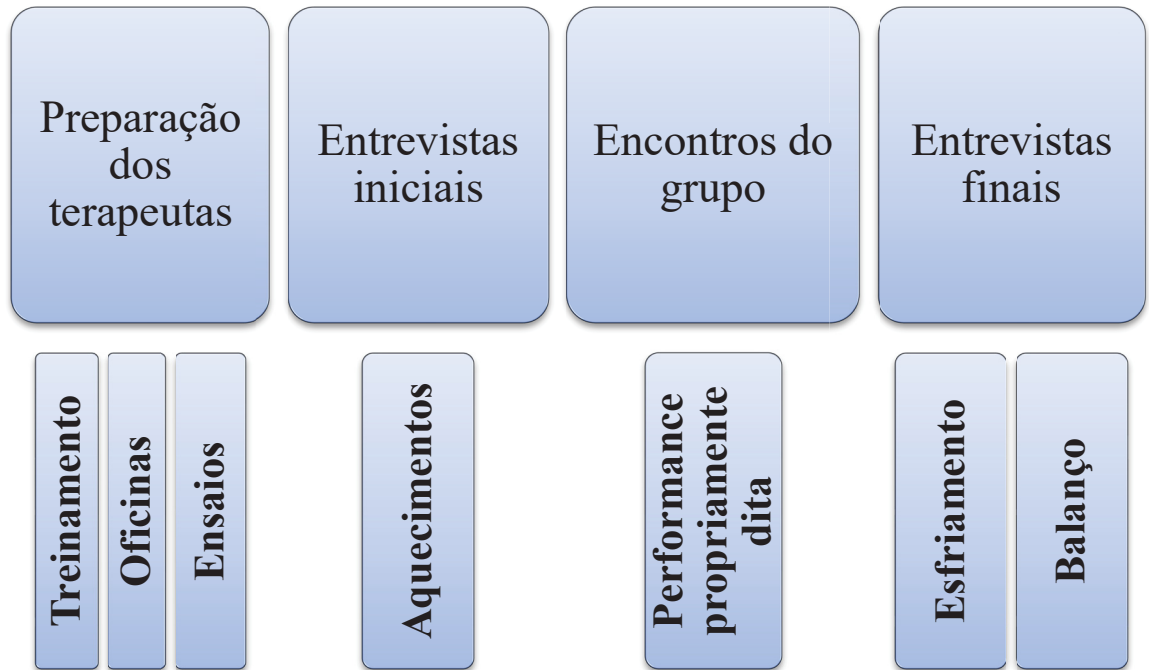 Preparação
dos
terapeutas
Entrevistas
iniciais
Encontros do
grupo
Entrevistas
finais
Treinamento
Oficinas
Ensaios
Aquecimentos
Performance
propriamente
dita
Esfriamento
Balanço